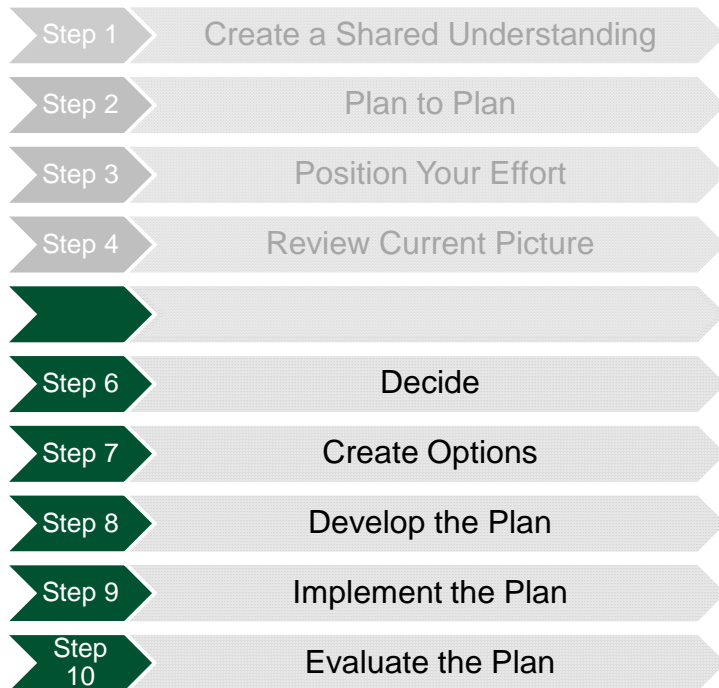 Step 1 Create a Shared Understanding
Step 2 Plan to Plan
Step 3 Position Your Effort
Step 4 Review Current Picture
Step 6 Decide
Step 7 Create Options
Step 8 Develop the Plan
Step 9 Implement the Plan
Step
10 Evaluate the Plan